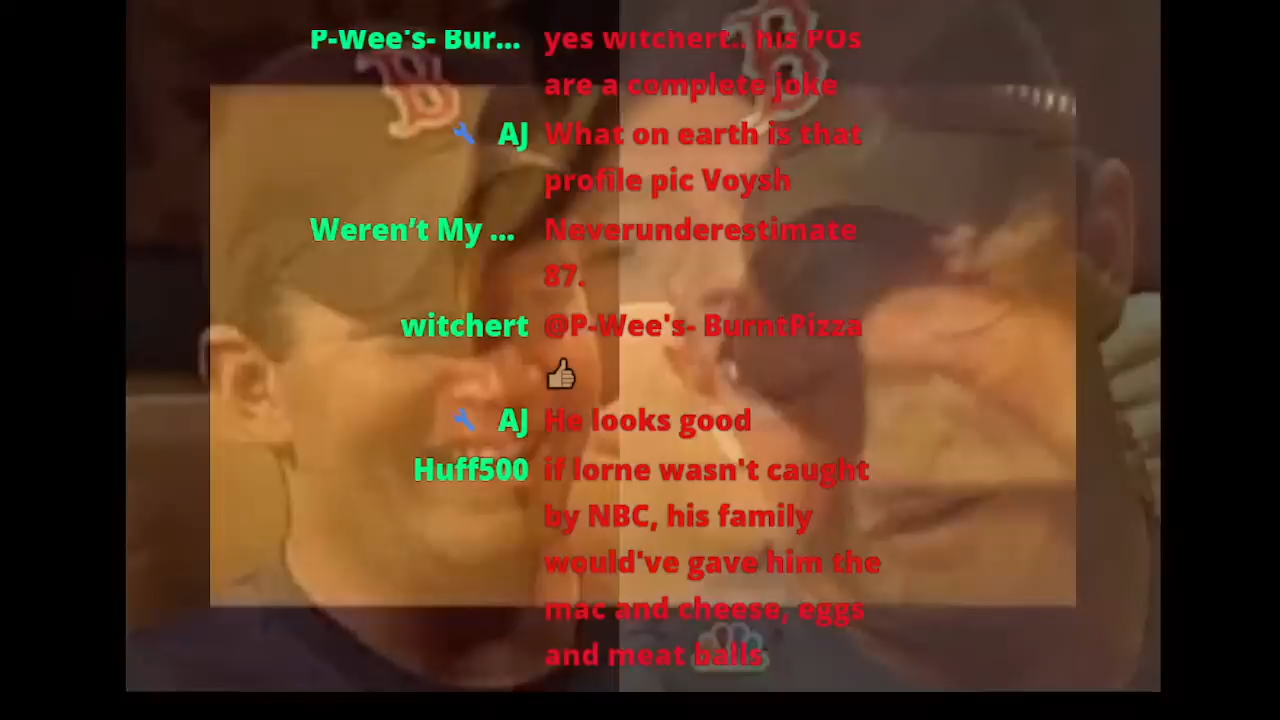 P-Wee's- Bur... yes witchert.. his POs
are a complete joke
AJ What on earth is that
profile pic Voysh
Weren’t My ... Neverunderestimate
87.
witchert @P-Wee's- BurntPizza
👍
AJ He looks good
Huff500 if lorne wasn't caught
by NBC, his family
would've gave him the
mac and cheese, eggs
and meat balls
B
B